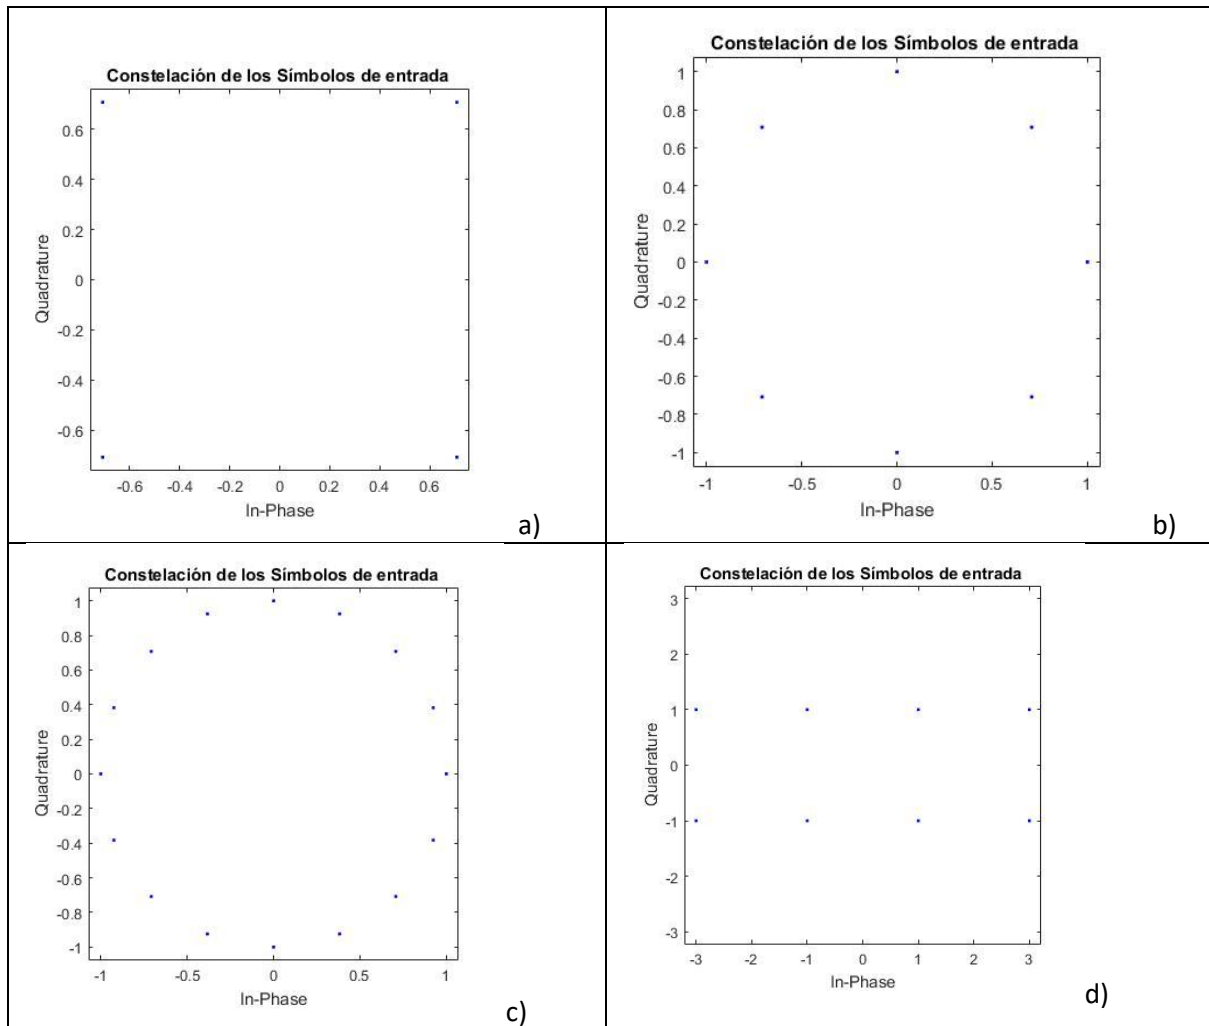 Constelación de los Símbolos de entrada
0.6
0.4
0.2
0
-0.2
-0.4
-0.6
Quadrature
-0.6 -0.4 -0.2 0 0.2 0.4 0.6
In-Phase
a)
Constelación de los Símbolos de entrada
1
0.8
0.6
0.4
0.2
0
-0.2
-0.4
-0.6
-0.8
-1
Quadrature
-1 -0.5 0 0.5 1
In-Phase
b)
Constelación de los Símbolos de entrada
1
0.8
0.6
0.4
0.2
0
-0.2
-0.4
-0.6
-0.8
-1
Quadrature
-1 -0.5 0 0.5 1
In-Phase
c)
Constelación de los Símbolos de entrada
3
2
1
0
-1
-2
-3
Quadrature
-3 -2 -1 0 1 2 3
In-Phase
d)